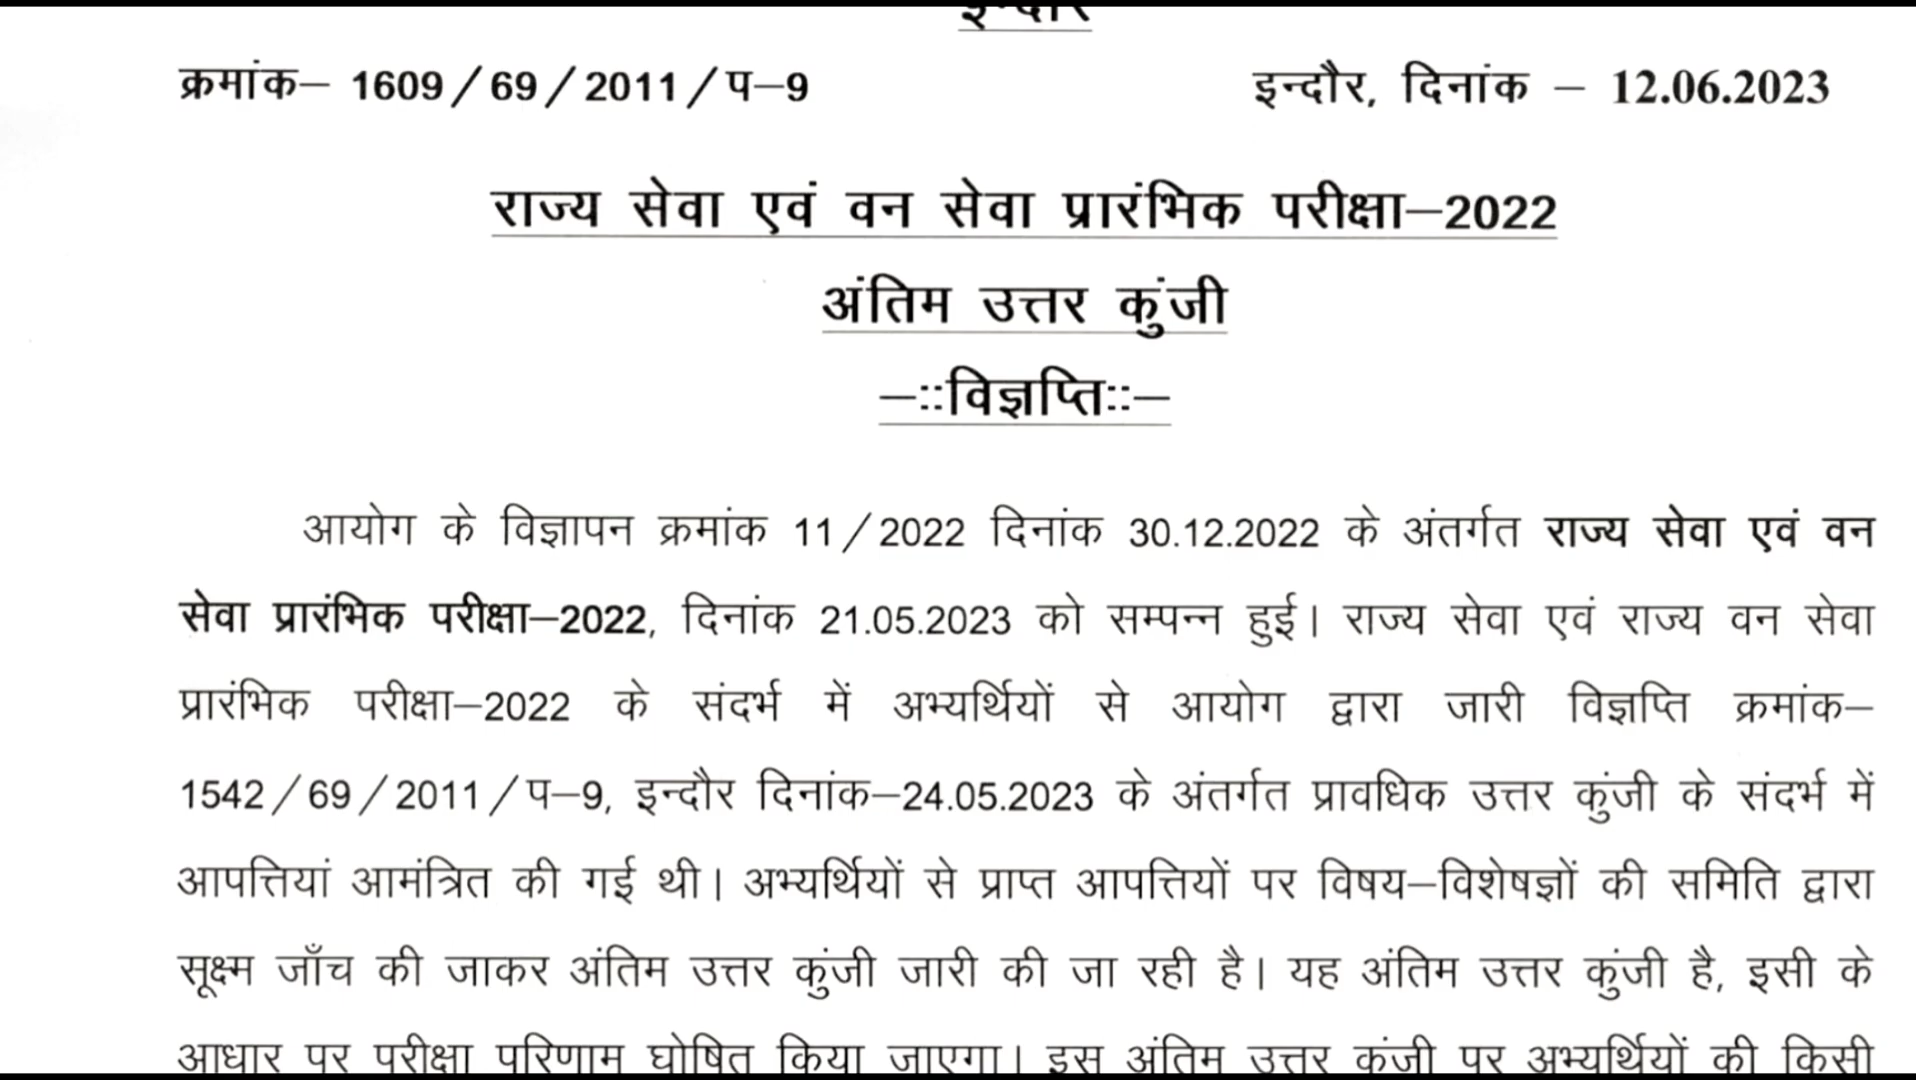 इन्दौर
क्रमांक– 1609/69/2011/प–9 इन्दौर, दिनांक – 12.06.2023
राज्य सेवा एवं वन सेवा प्रारंभिक परीक्षा–2022
अंतिम उत्तर कुंजी
–::विज्ञप्ति::–
आयोग के विज्ञापन क्रमांक 11/2022 दिनांक 30.12.2022 के अंतर्गत राज्य सेवा एवं वन
सेवा प्रारंभिक परीक्षा–2022, दिनांक 21.05.2023 को सम्पन्न हुई। राज्य सेवा एवं राज्य वन सेवा
प्रारंभिक परीक्षा–2022 के संदर्भ में अभ्यर्थियों से आयोग द्वारा जारी विज्ञप्ति क्रमांक–
1542/69/2011/प–9, इन्दौर दिनांक–24.05.2023 के अंतर्गत प्रावधिक उत्तर कुंजी के संदर्भ में
आपत्तियां आमंत्रित की गई थी। अभ्यर्थियों से प्राप्त आपत्तियों पर विषय–विशेषज्ञों की समिति द्वारा
सूक्ष्म जाँच की जाकर अंतिम उत्तर कुंजी जारी की जा रही है। यह अंतिम उत्तर कुंजी है, इसी के
आधार पर परीक्षा परिणाम घोषित किया जाएगा। इस अंतिम उत्तर कुंजी पर अभ्यर्थियों की किसी